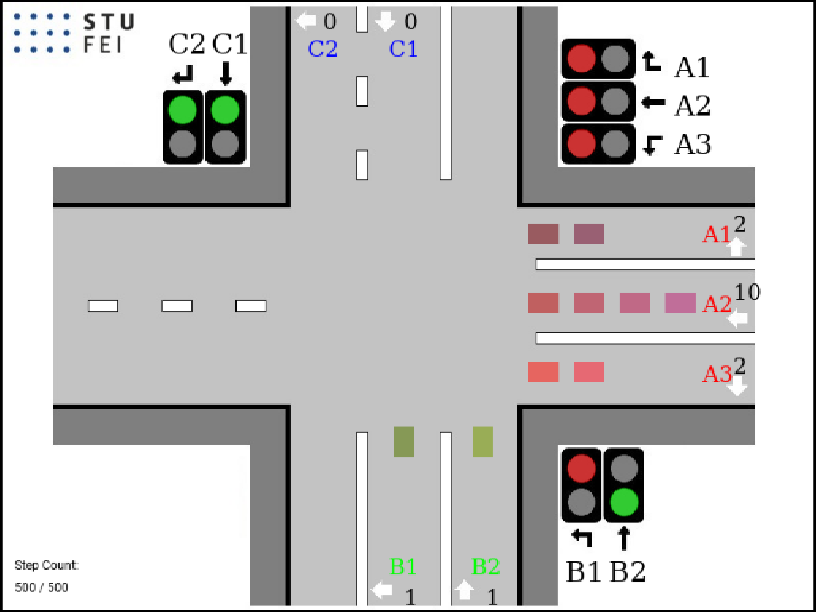 STU
FEI
C2 C1
0
0
C2
C1
A1
A2
A3
A1 2
A2 10
A3 2
B1
B2
1
1
B1 B2
Step Count:
500 / 500